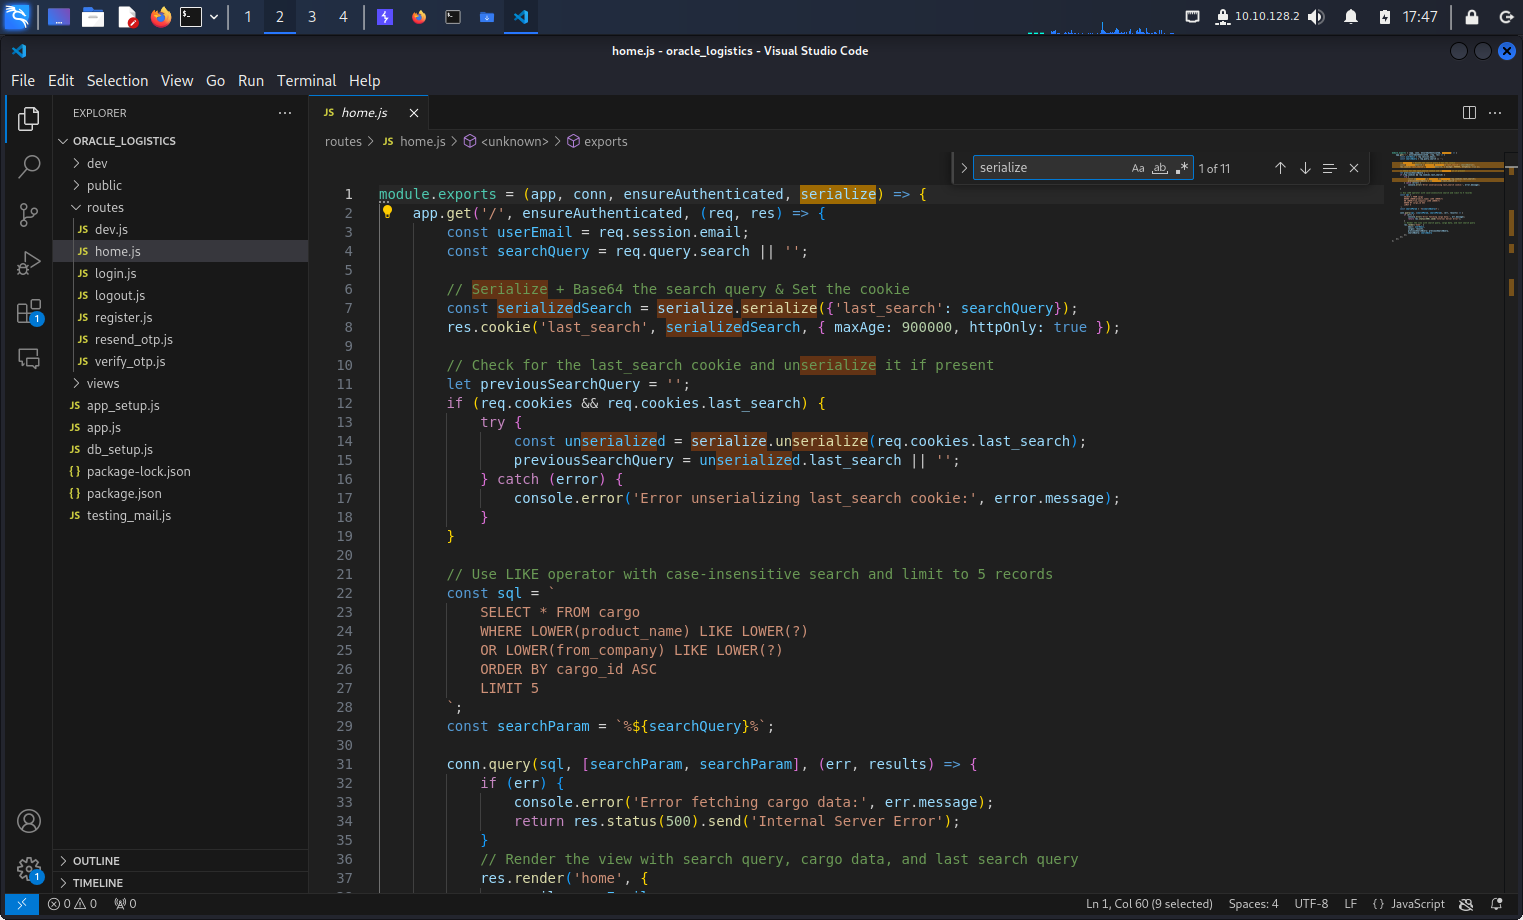 1 2 3 4 10.10.128.2 17:47
home.js - oracle_logistics - Visual Studio Code
File Edit Selection View Go Run Terminal Help
EXPLORER
ORACLE_LOGISTICS
dev
public
routes
JS dev.js
JS home.js
JS login.js
JS logout.js
JS register.js
JS resend_otp.js
JS verify_otp.js
views
JS app_setup.js
JS app.js
JS db_setup.js
{} package-lock.json
{} package.json
JS testing_mail.js
OUTLINE
TIMELINE
1
1
JS home.js
routes > JS home.js > <unknown> > exports
serialize Aa ab 1 of 11
1 module.exports = (app, conn, ensureAuthenticated, serialize) => {
2 app.get('/', ensureAuthenticated, (req, res) => {
3 const userEmail = req.session.email;
4 const searchQuery = req.query.search || '';
5
6 // Serialize + Base64 the search query & Set the cookie
7 const serializedSearch = serialize.serialize({'last_search': searchQuery});
8 res.cookie('last_search', serializedSearch, { maxAge: 900000, httpOnly: true });
9
10 // Check for the last_search cookie and unserialize it if present
11 let previousSearchQuery = '';
12 if (req.cookies && req.cookies.last_search) {
13 try {
14 const unserialized = serialize.unserialize(req.cookies.last_search);
15 previousSearchQuery = unserialized.last_search || '';
16 } catch (error) {
17 console.error('Error unserializing last_search cookie:', error.message);
18 }
19 }
20
21 // Use LIKE operator with case-insensitive search and limit to 5 records
22 const sql = `
23 SELECT * FROM cargo
24 WHERE LOWER(product_name) LIKE LOWER(?)
25 OR LOWER(from_company) LIKE LOWER(?)
26 ORDER BY cargo_id ASC
27 LIMIT 5
28 `;
29 const searchParam = `%${searchQuery}%`;
30
31 conn.query(sql, [searchParam, searchParam], (err, results) => {
32 if (err) {
33 console.error('Error fetching cargo data:', err.message);
34 return res.status(500).send('Internal Server Error');
35 }
36 // Render the view with search query, cargo data, and last search query
37 res.render('home', {
0 0 0 Ln 1, Col 60 (9 selected) Spaces: 4 UTF-8 LF {} JavaScript